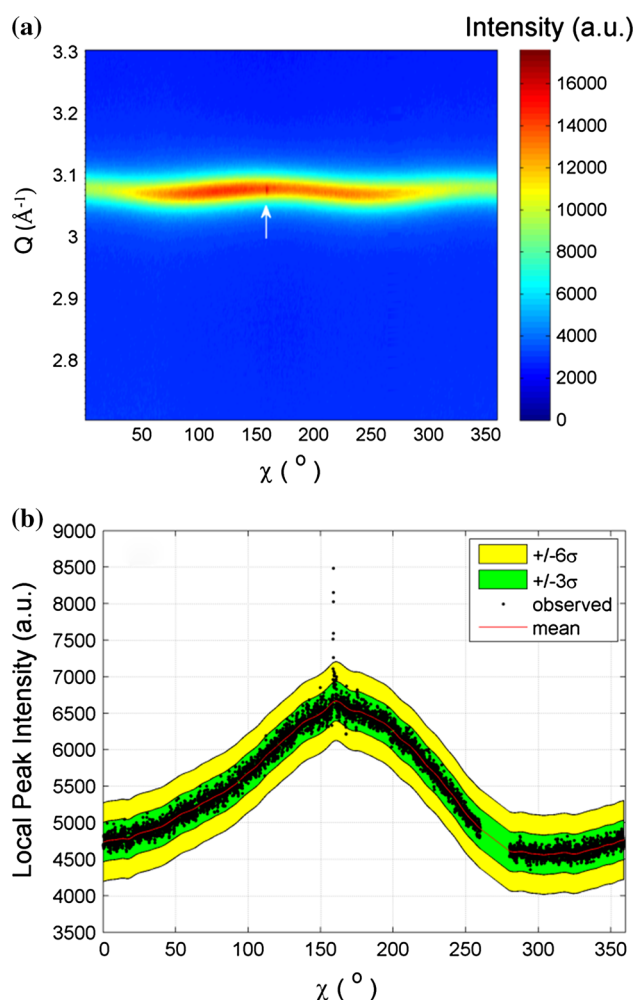 (a)
Intensity (a.u.)
3.3
3.2
3.1
3
2.9
2.8
Q (Å-1)
50 100 150 200 250 300 350
χ ( o )
16000
14000
12000
10000
8000
6000
4000
2000
0
(b)
9000
8500
8000
7500
7000
6500
6000
5500
5000
4500
4000
3500
Local Peak Intensity (a.u.)
+/-6σ
+/-3σ
observed
mean
0 50 100 150 200 250 300 350
χ ( o )